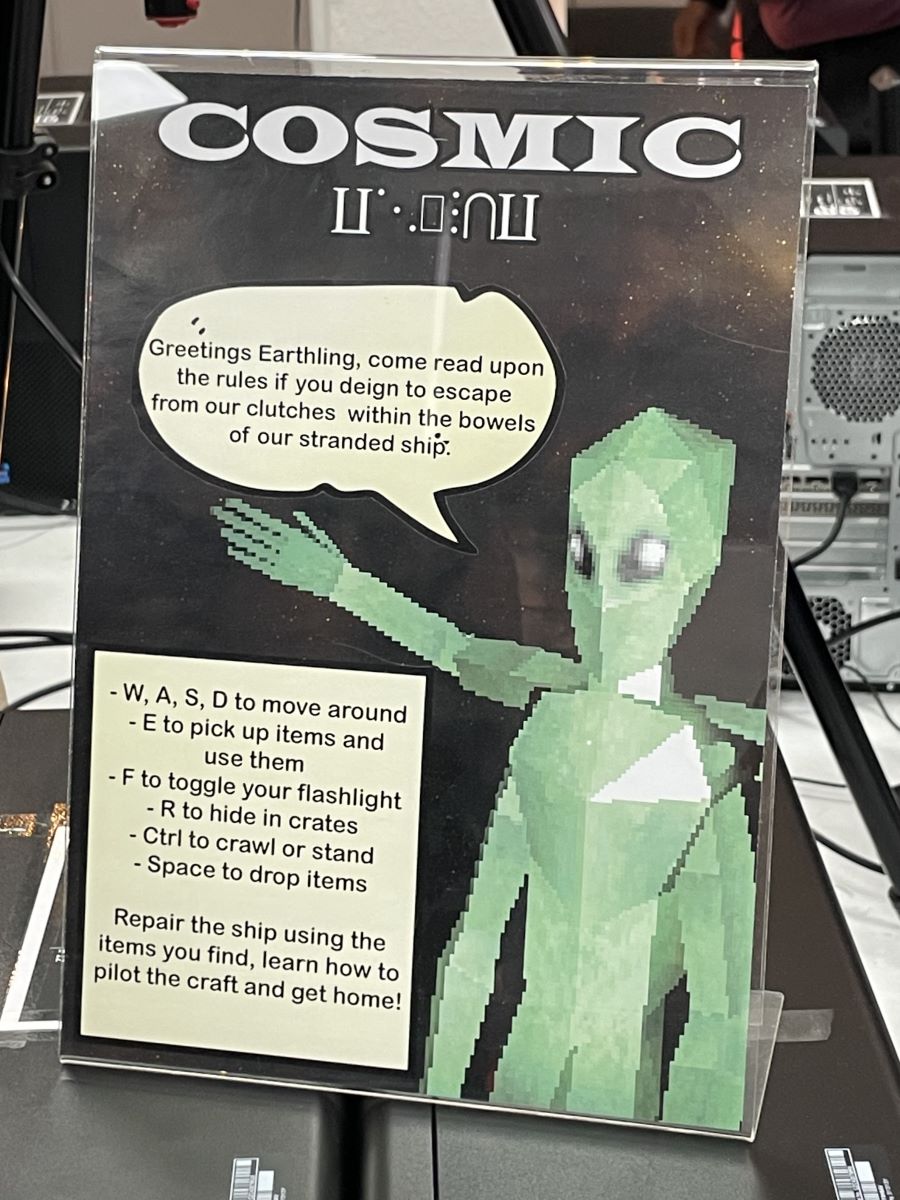 COSMIC
Greetings Earthling, come read upon
the rules if you deign to escape
from our clutches within the bowels
of our stranded ship.
- W, A, S, D to move around
- E to pick up items and
use them
- F to toggle your flashlight
- R to hide in crates
- Ctrl to crawl or stand
- Space to drop items
Repair the ship using the
items you find, learn how to
pilot the craft and get home!